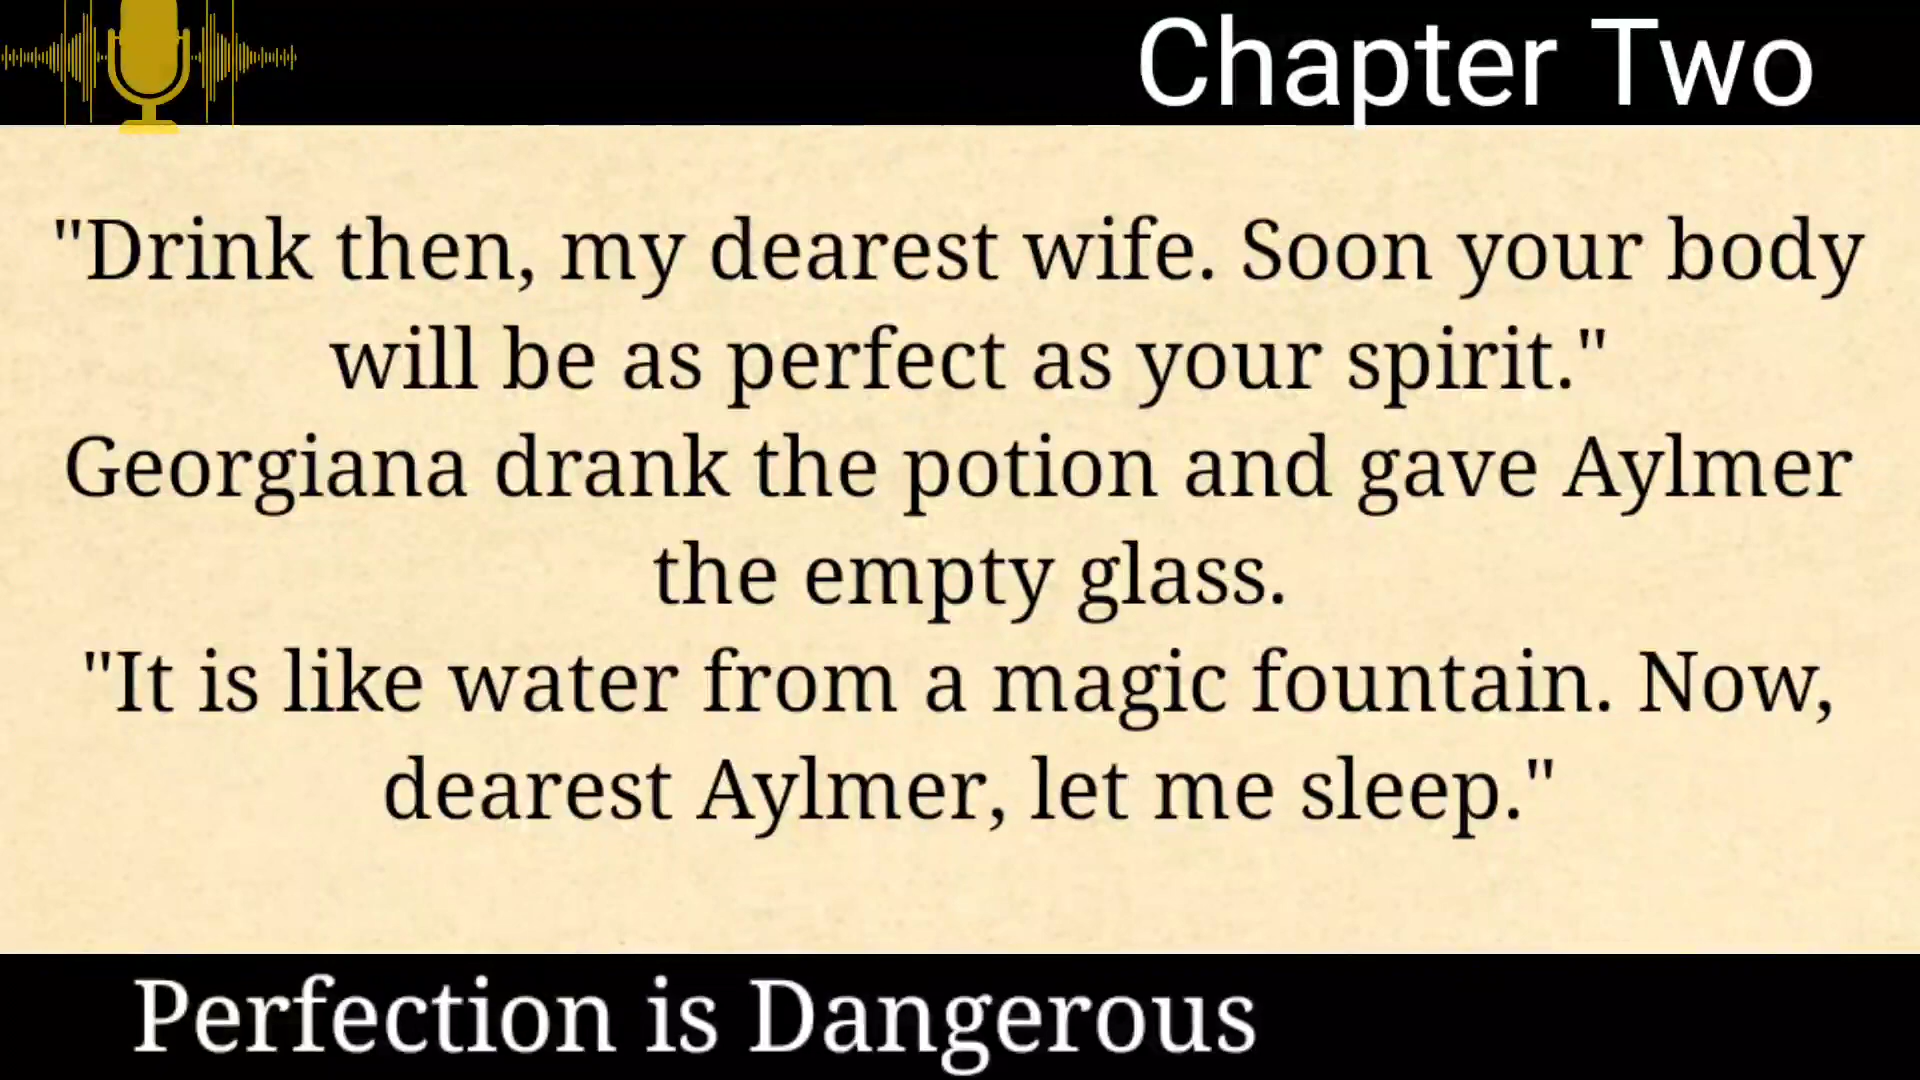 Chapter Two
"Drink then, my dearest wife. Soon your body
will be as perfect as your spirit."
Georgiana drank the potion and gave Aylmer
the empty glass.
"It is like water from a magic fountain. Now,
dearest Aylmer, let me sleep."
Perfection is Dangerous